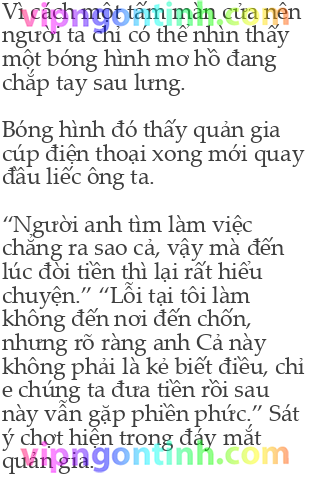 Vì cách một tấm màn cửa nên
vipngontinh.com
người ta chỉ có thể nhìn thấy
một bóng hình mơ hồ đang
chắp tay sau lưng.
Bóng hình đó thấy quản gia
cúp điện thoại xong mới quay
đầu liếc ông ta.
“Người anh tìm làm việc
chẳng ra sao cả, vậy mà đến
lúc đòi tiền thì lại rất hiểu
chuyện.” “Lỗi tại tôi làm
không đến nơi đến chốn,
nhưng rõ ràng anh Cả này
không phải là kẻ biết điều, chỉ
e chúng ta đưa tiền rồi sau
này vẫn gặp phiền phức.” Sát
ý chợt hiện trong đáy mắt
quản gia.
vipngontinh.com